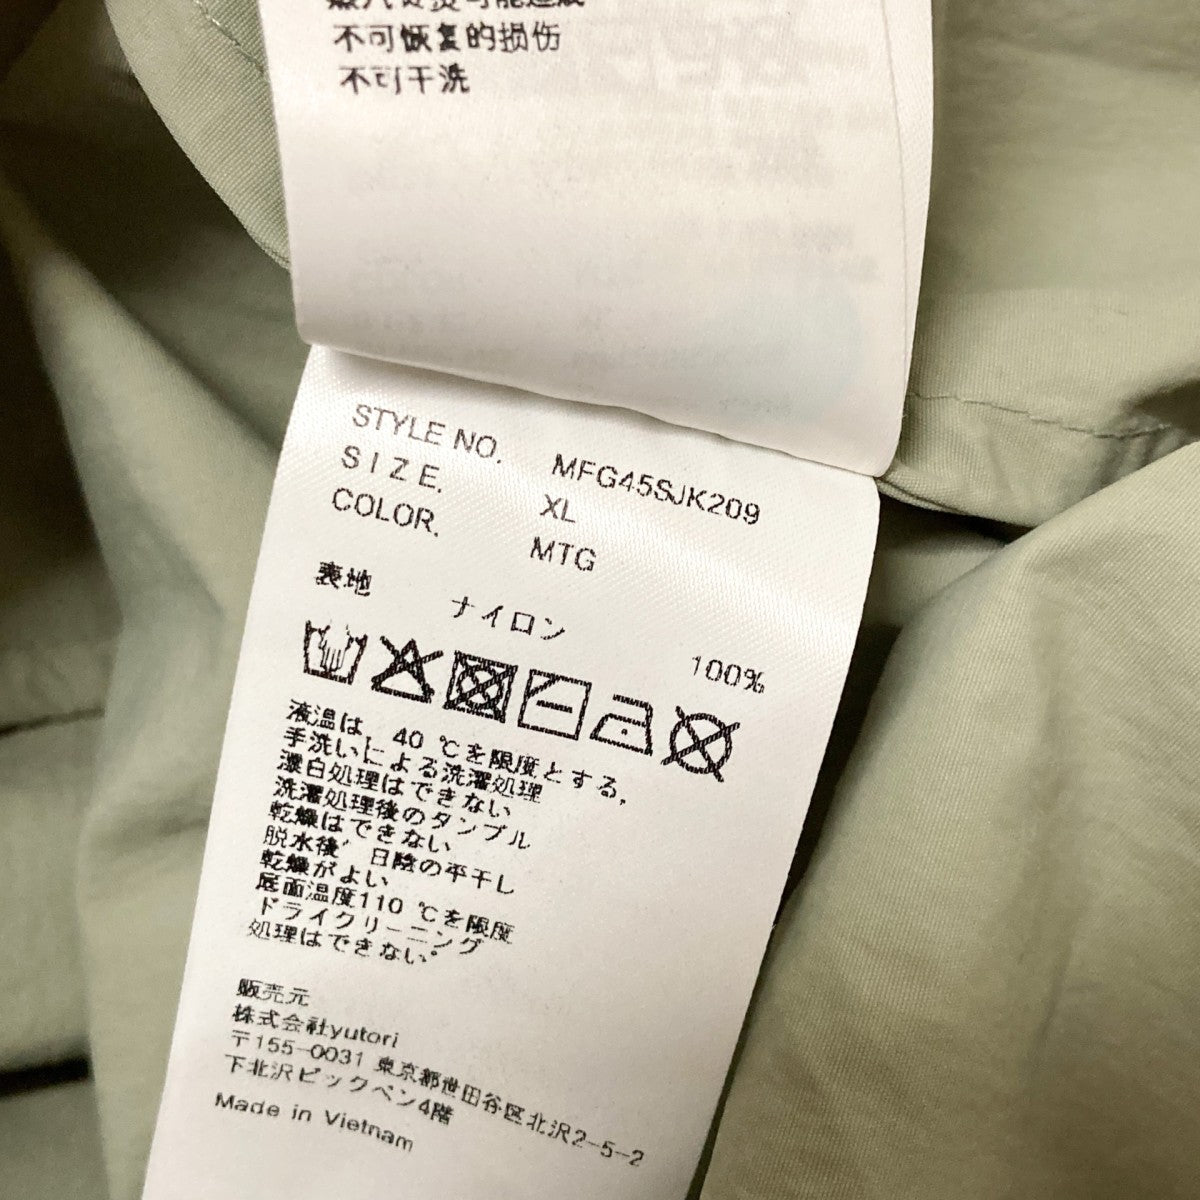 不可恢复的损伤
不可干洗
STYLE NO. MFG45SJK209
SIZE. XL
COLOR. MTG
表地 ナイロン 100%
液温は、40 ℃を限度とする,
手洗いによる洗濯処理
漂白処理はできない
洗濯処理後のタンブル
乾燥はできない
脱水後、日陰の平干し
乾燥がよい
底面温度110 ℃を限度
ドライクリーニング
処理はできない。
販売元
株式会社yutori
〒155-0031 東京都世田谷区北沢2-5-2
下北沢ビッグベン4階
Made in Vietnam